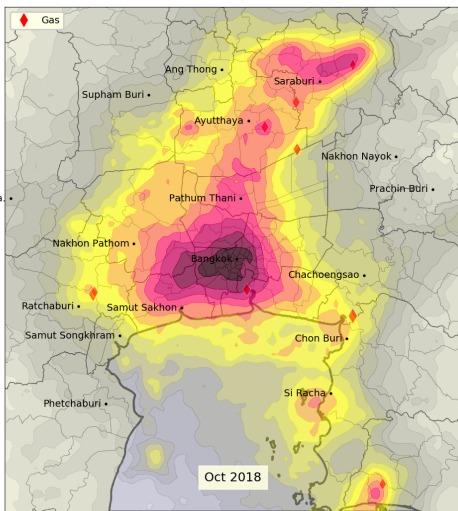 Gas
Ang Thong
Saraburi
Supham Buri
Ayutthaya
Nakhon Nayok
Prachin Buri
a.
Pathum Thani
Nakhon Pathom
Bangkok
Chachoengsao
Ratchaburi
Samut Sakhon
Samut Songkhram
Chon Buri
Si Racha
Phetchaburi
Oct 2018